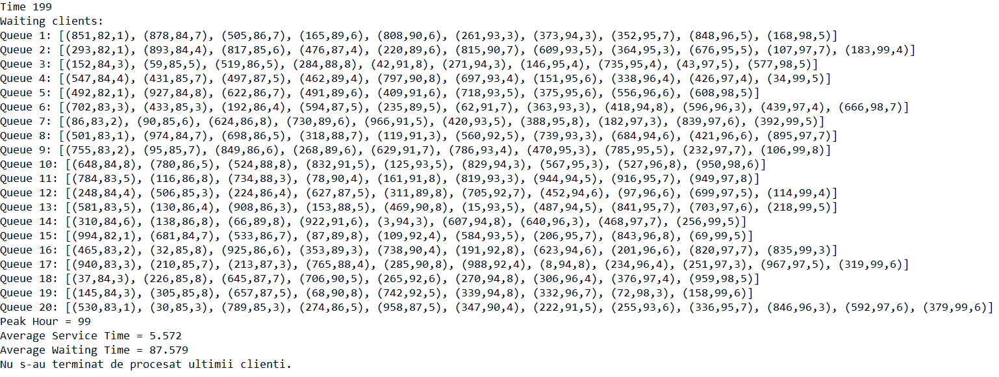 Time 199
Waiting clients:
Queue 1: [(851,82,1), (878,84,7), (505,86,7), (165,89,6), (808,90,6), (261,93,3), (373,94,3), (352,95,7), (848,96,5), (168,98,5)]
Queue 2: [(293,82,1), (893,84,4), (817,85,6), (476,87,4), (220,89,6), (815,90,7), (609,93,5), (364,95,3), (676,95,5), (107,97,7), (183,99,4)]
Queue 3: [(152,84,3), (59,85,5), (519,86,5), (284,88,8), (42,91,8), (271,94,3), (146,95,4), (735,95,4), (43,97,5), (577,98,5)]
Queue 4: [(547,84,4), (431,85,7), (497,87,5), (462,89,4), (797,90,8), (697,93,4), (151,95,6), (338,96,4), (426,97,4), (34,99,5)]
Queue 5: [(492,82,1), (927,84,8), (622,86,7), (491,89,6), (409,91,6), (718,93,5), (375,95,6), (556,96,6), (608,98,5)]
Queue 6: [(702,83,3), (433,85,3), (192,86,4), (594,87,5), (235,89,5), (62,91,7), (363,93,3), (418,94,8), (596,96,3), (439,97,4), (666,98,7)]
Queue 7: [(86,83,2), (90,85,6), (624,86,8), (730,89,6), (966,91,5), (420,93,5), (388,95,8), (182,97,3), (839,97,6), (392,99,5)]
Queue 8: [(501,83,1), (974,84,7), (698,86,5), (318,88,7), (119,91,3), (560,92,5), (739,93,3), (684,94,6), (421,96,6), (895,97,7)]
Queue 9: [(755,83,2), (95,85,7), (849,86,6), (268,89,6), (629,91,7), (786,93,4), (470,95,3), (785,95,5), (232,97,7), (106,99,8)]
Queue 10: [(648,84,8), (780,86,5), (524,88,8), (832,91,5), (125,93,5), (829,94,3), (567,95,3), (527,96,8), (950,98,6)]
Queue 11: [(784,83,5), (116,86,8), (734,88,3), (78,90,4), (161,91,8), (819,93,3), (944,94,5), (916,95,7), (949,97,8)]
Queue 12: [(248,84,4), (506,85,3), (224,86,4), (627,87,5), (311,89,8), (705,92,7), (452,94,6), (97,96,6), (699,97,5), (114,99,4)]
Queue 13: [(581,83,5), (130,86,4), (908,86,3), (153,88,5), (469,90,8), (15,93,5), (487,94,5), (841,95,7), (703,97,6), (218,99,5)]
Queue 14: [(310,84,6), (138,86,8), (66,89,8), (922,91,6), (3,94,3), (607,94,8), (640,96,3), (468,97,7), (256,99,5)]
Queue 15: [(994,82,1), (681,84,7), (533,86,7), (87,89,8), (109,92,4), (584,93,5), (206,95,7), (843,96,8), (69,99,5)]
Queue 16: [(465,83,2), (32,85,8), (925,86,6), (353,89,3), (738,90,4), (191,92,8), (623,94,6), (201,96,6), (820,97,7), (835,99,3)]
Queue 17: [(940,83,3), (210,85,7), (213,87,3), (765,88,4), (285,90,8), (988,92,4), (8,94,8), (234,96,4), (251,97,3), (967,97,5), (319,99,6)]
Queue 18: [(37,84,3), (226,85,8), (645,87,7), (706,90,5), (265,92,6), (270,94,8), (306,96,4), (376,97,4), (959,98,5)]
Queue 19: [(145,84,3), (305,85,8), (657,87,5), (68,90,8), (742,92,5), (339,94,8), (332,96,7), (72,98,3), (158,99,6)]
Queue 20: [(530,83,1), (30,85,3), (789,85,3), (274,86,5), (958,87,5), (347,90,4), (222,91,5), (255,93,6), (336,95,7), (846,96,3), (592,97,6), (379,99,6)]
Peak Hour = 99
Average Service Time = 5.572
Average Waiting Time = 87.579
Nu s-au terminat de procesat ultimii clienti.